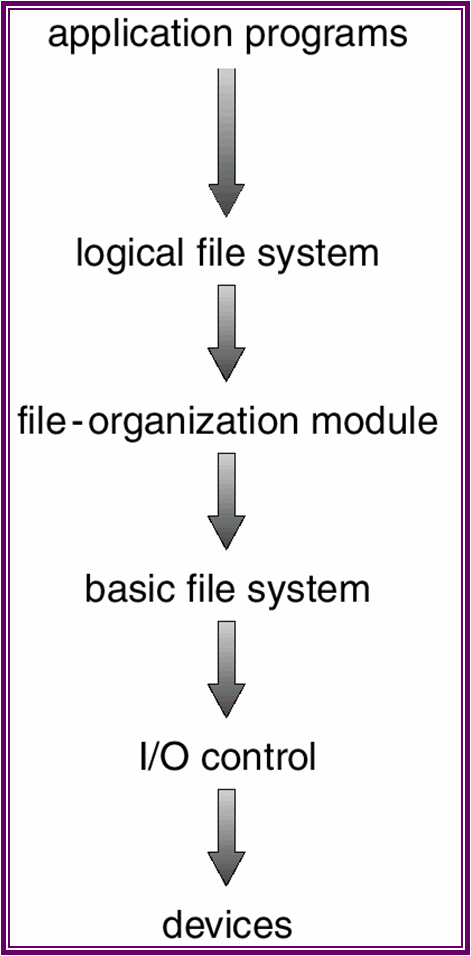 application programs
logical file system
file-organization module
basic file system
I/O control
devices